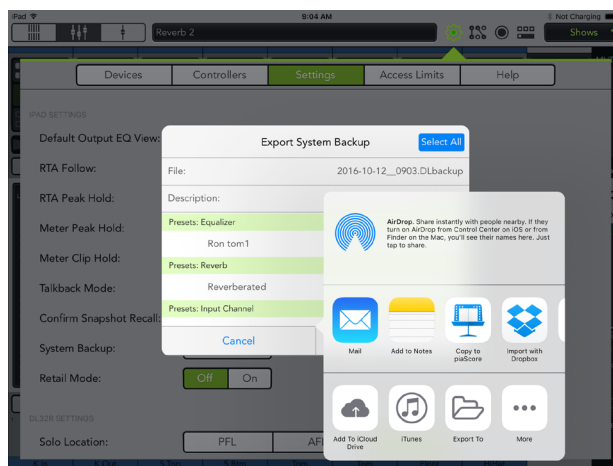 iPad 9:04 AM Not Charging
Reverb 2 Shows
Devices Controllers Settings Access Limits Help
IPAD SETTINGS
Default Output EQ View:
RTA Follow:
RTA Peak Hold:
Meter Peak Hold:
Meter Clip Hold:
Talkback Mode:
Confirm Snapshot Recall:
System Backup:
Retail Mode: Off On
DL32R SETTINGS
Solo Location: PFL AFL
Export System Backup Select All
File: 2016-10-12__0903.DLbackup
Description:
Presets: Equalizer
Ron tom1
Presets: Reverb
Reverberated
Presets: Input Channel
Cancel
AirDrop. Share instantly with people nearby. If they
turn on AirDrop from Control Center on iOS or from
Finder on the Mac, you'll see their names here. Just
tap to share.
Mail Add to Notes Copy to
piaScore Import with
Dropbox
Add To iCloud
Drive iTunes Export To More